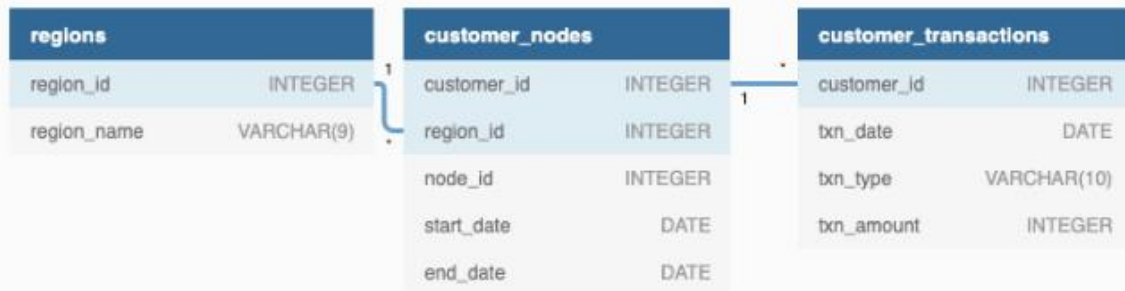 regions
region_id INTEGER
region_name VARCHAR(9)
1
*
customer_nodes
customer_id INTEGER
region_id INTEGER
node_id INTEGER
start_date DATE
end_date DATE
1
*
customer_transactions
customer_id INTEGER
txn_date DATE
txn_type VARCHAR(10)
txn_amount INTEGER